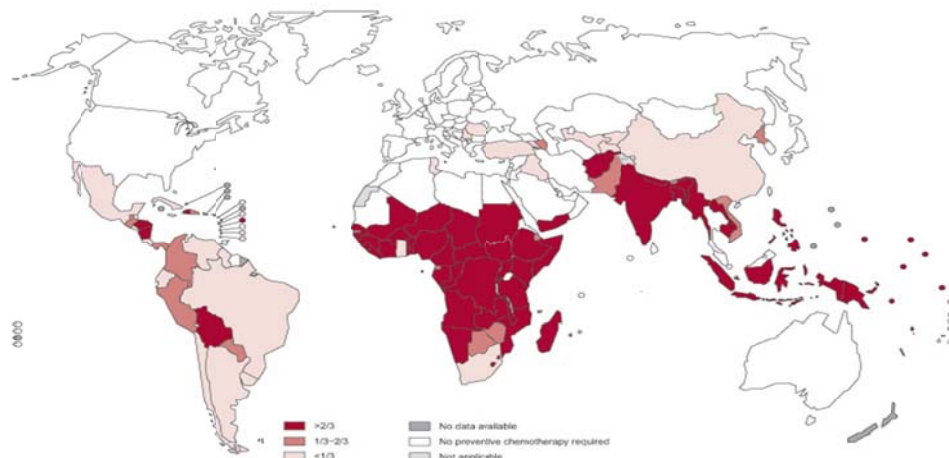 >2/3
1/3–2/3
<1/3
No data available
No preventive chemotherapy required
Not applicable